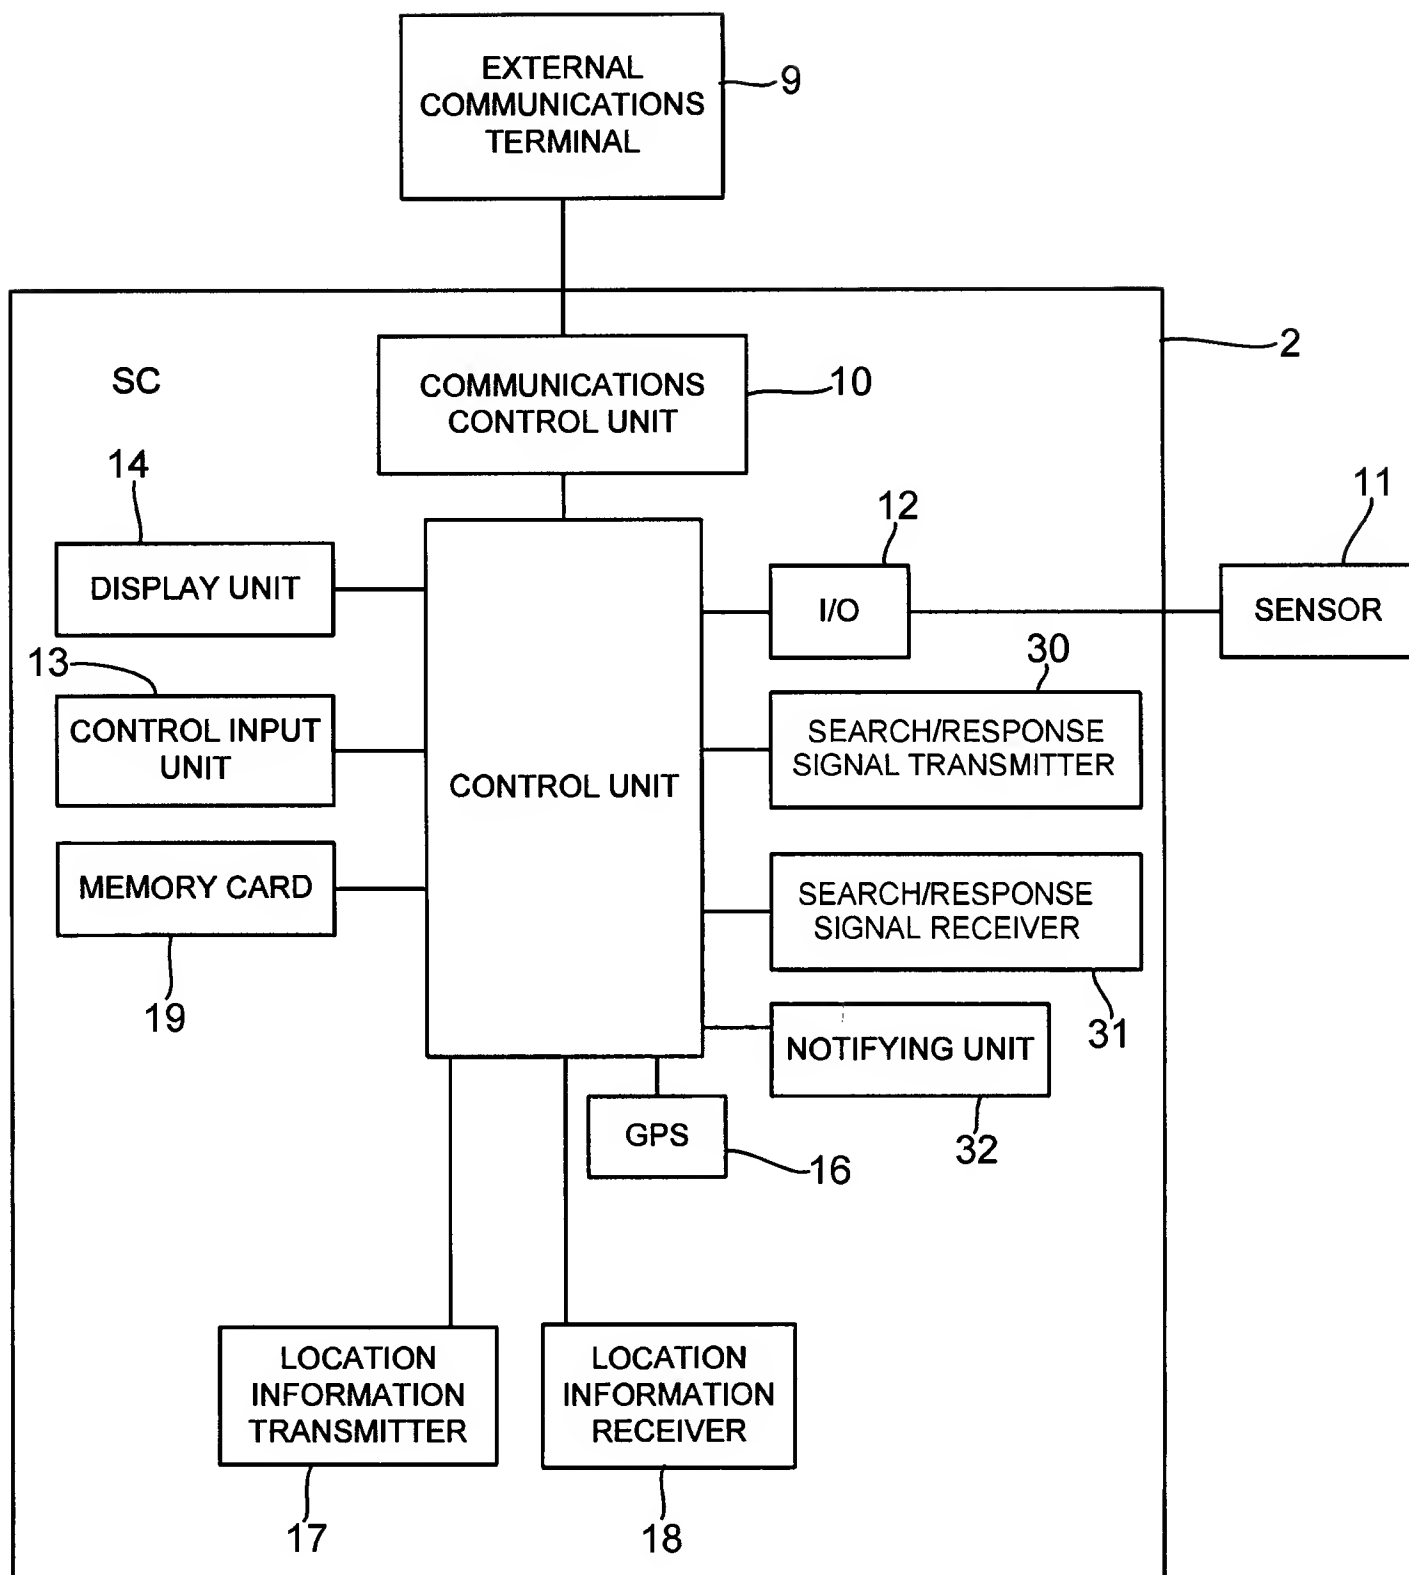 EXTERNAL
COMMUNICATIONS
TERMINAL
9
2
SC
COMMUNICATIONS
CONTROL UNIT
10
14
DISPLAY UNIT
12
I/O
11
SENSOR
13
CONTROL INPUT
UNIT
CONTROL UNIT
30
SEARCH/RESPONSE
SIGNAL TRANSMITTER
MEMORY CARD
19
SEARCH/RESPONSE
SIGNAL RECEIVER
31
NOTIFYING UNIT
32
GPS
16
LOCATION
INFORMATION
TRANSMITTER
17
LOCATION
INFORMATION
RECEIVER
18